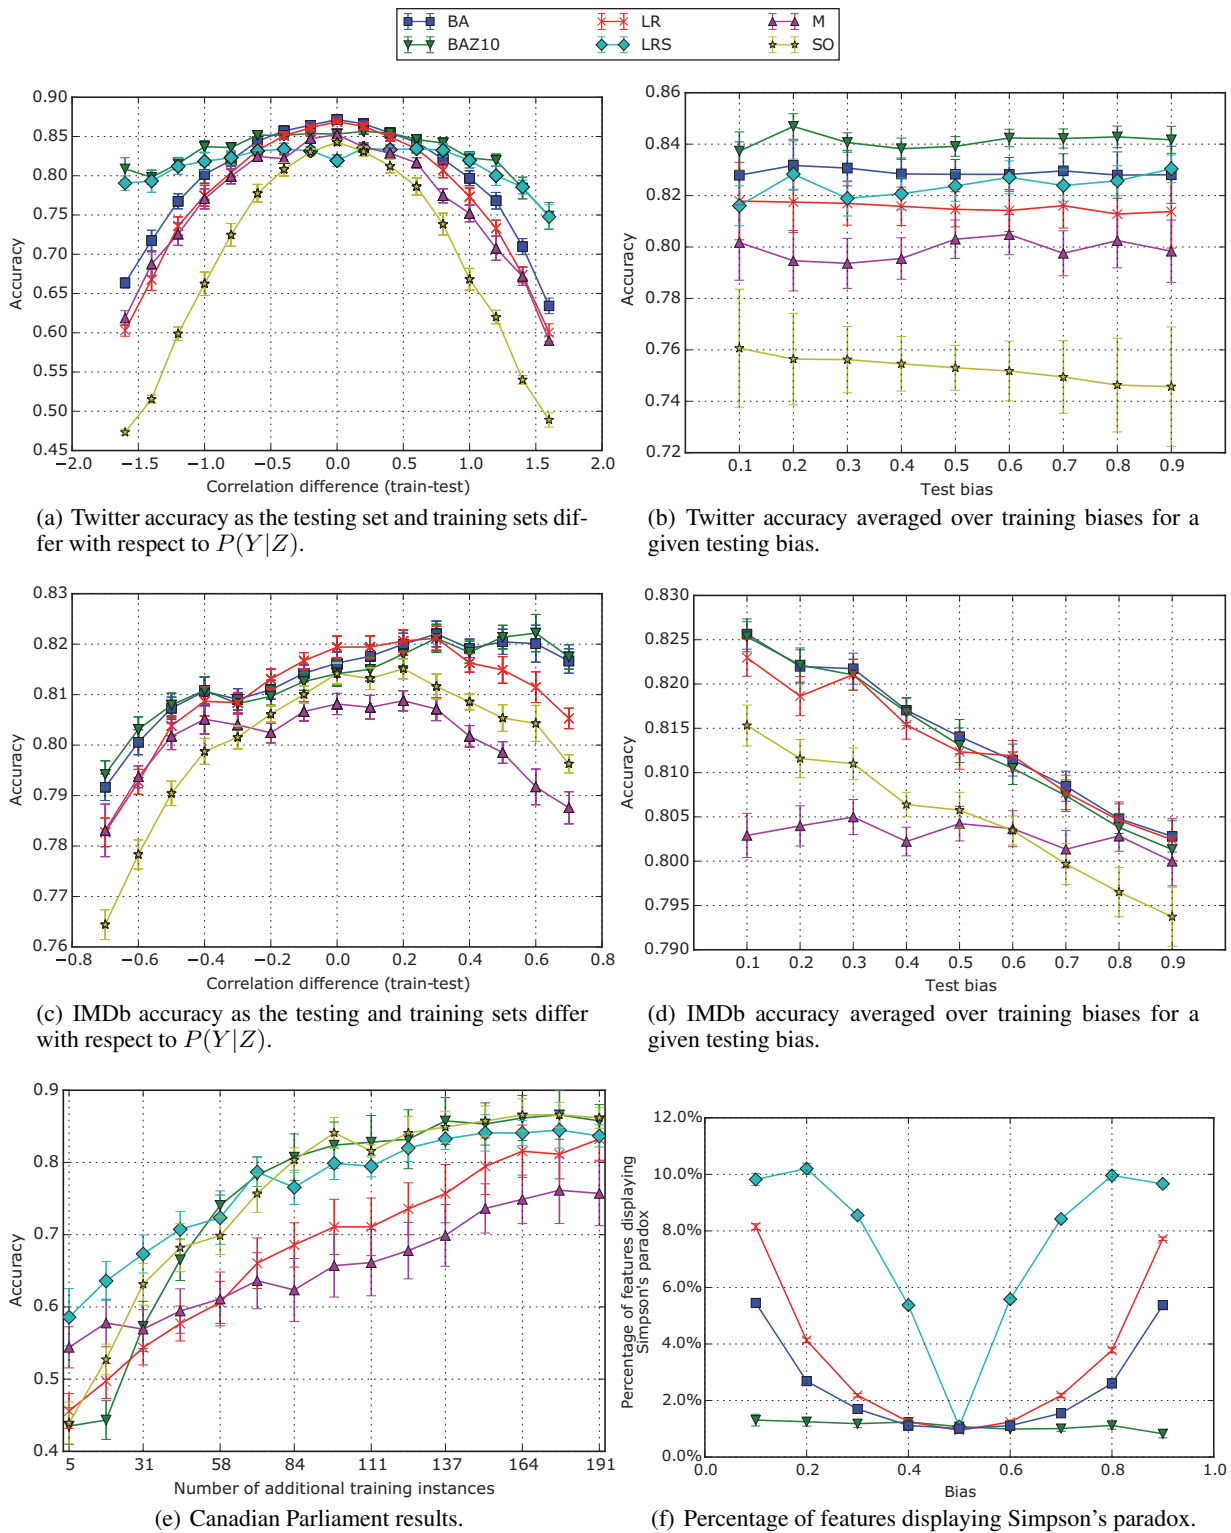 BA LR M
BAZ10 LRS SO
0.90
0.85
0.80
0.75
0.70
0.65
0.60
0.55
0.50
0.45
Accuracy
−2.0 −1.5 −1.0 −0.5 0.0 0.5 1.0 1.5 2.0
Correlation difference (train-test)
(a) Twitter accuracy as the testing set and training sets dif-
fer with respect to P(Y|Z).
0.86
0.84
0.82
0.80
0.78
0.76
0.74
0.72
Accuracy
0.1 0.2 0.3 0.4 0.5 0.6 0.7 0.8 0.9
Test bias
(b) Twitter accuracy averaged over training biases for a
given testing bias.
0.83
0.82
0.81
0.80
0.79
0.78
0.77
0.76
Accuracy
−0.8 −0.6 −0.4 −0.2 0.0 0.2 0.4 0.6 0.8
Correlation difference (train-test)
(c) IMDb accuracy as the testing and training sets differ
with respect to P(Y|Z).
0.830
0.825
0.820
0.815
0.810
0.805
0.800
0.795
0.790
Accuracy
0.1 0.2 0.3 0.4 0.5 0.6 0.7 0.8 0.9
Test bias
(d) IMDb accuracy averaged over training biases for a
given testing bias.
0.9
0.8
0.7
0.6
0.5
0.4
Accuracy
5 31 58 84 111 137 164 191
Number of additional training instances
(e) Canadian Parliament results.
12.0%
10.0%
8.0%
6.0%
4.0%
2.0%
0.0%
Percentage of features displaying
Simpson's paradox
0.0 0.2 0.4 0.6 0.8 1.0
Bias
(f) Percentage of features displaying Simpson's paradox.